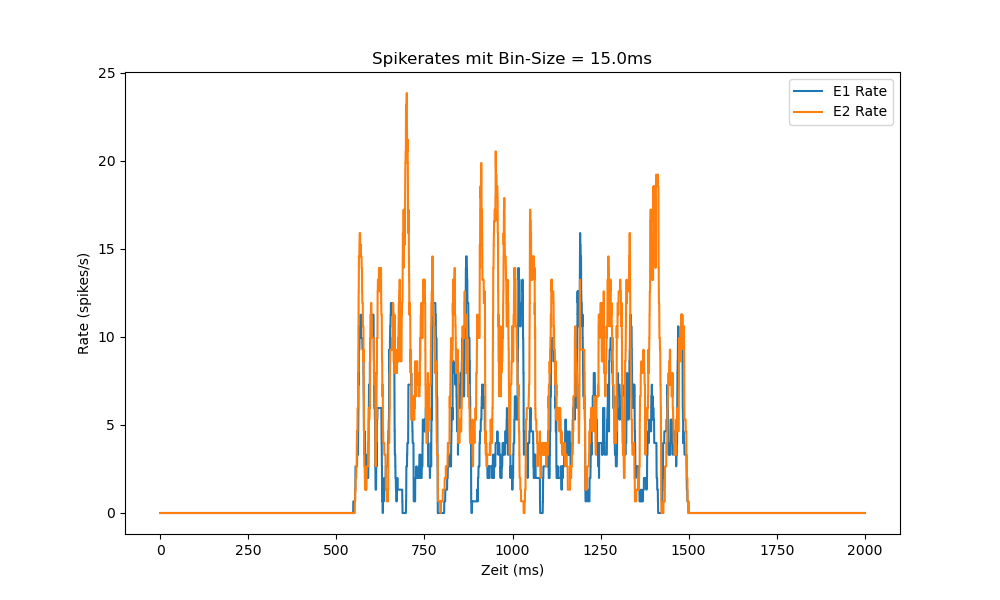 Spikerates mit Bin-Size = 15.0ms
E1 Rate
E2 Rate
25
20
15
10
5
0
Rate (spikes/s)
0 250 500 750 1000 1250 1500 1750 2000
Zeit (ms)